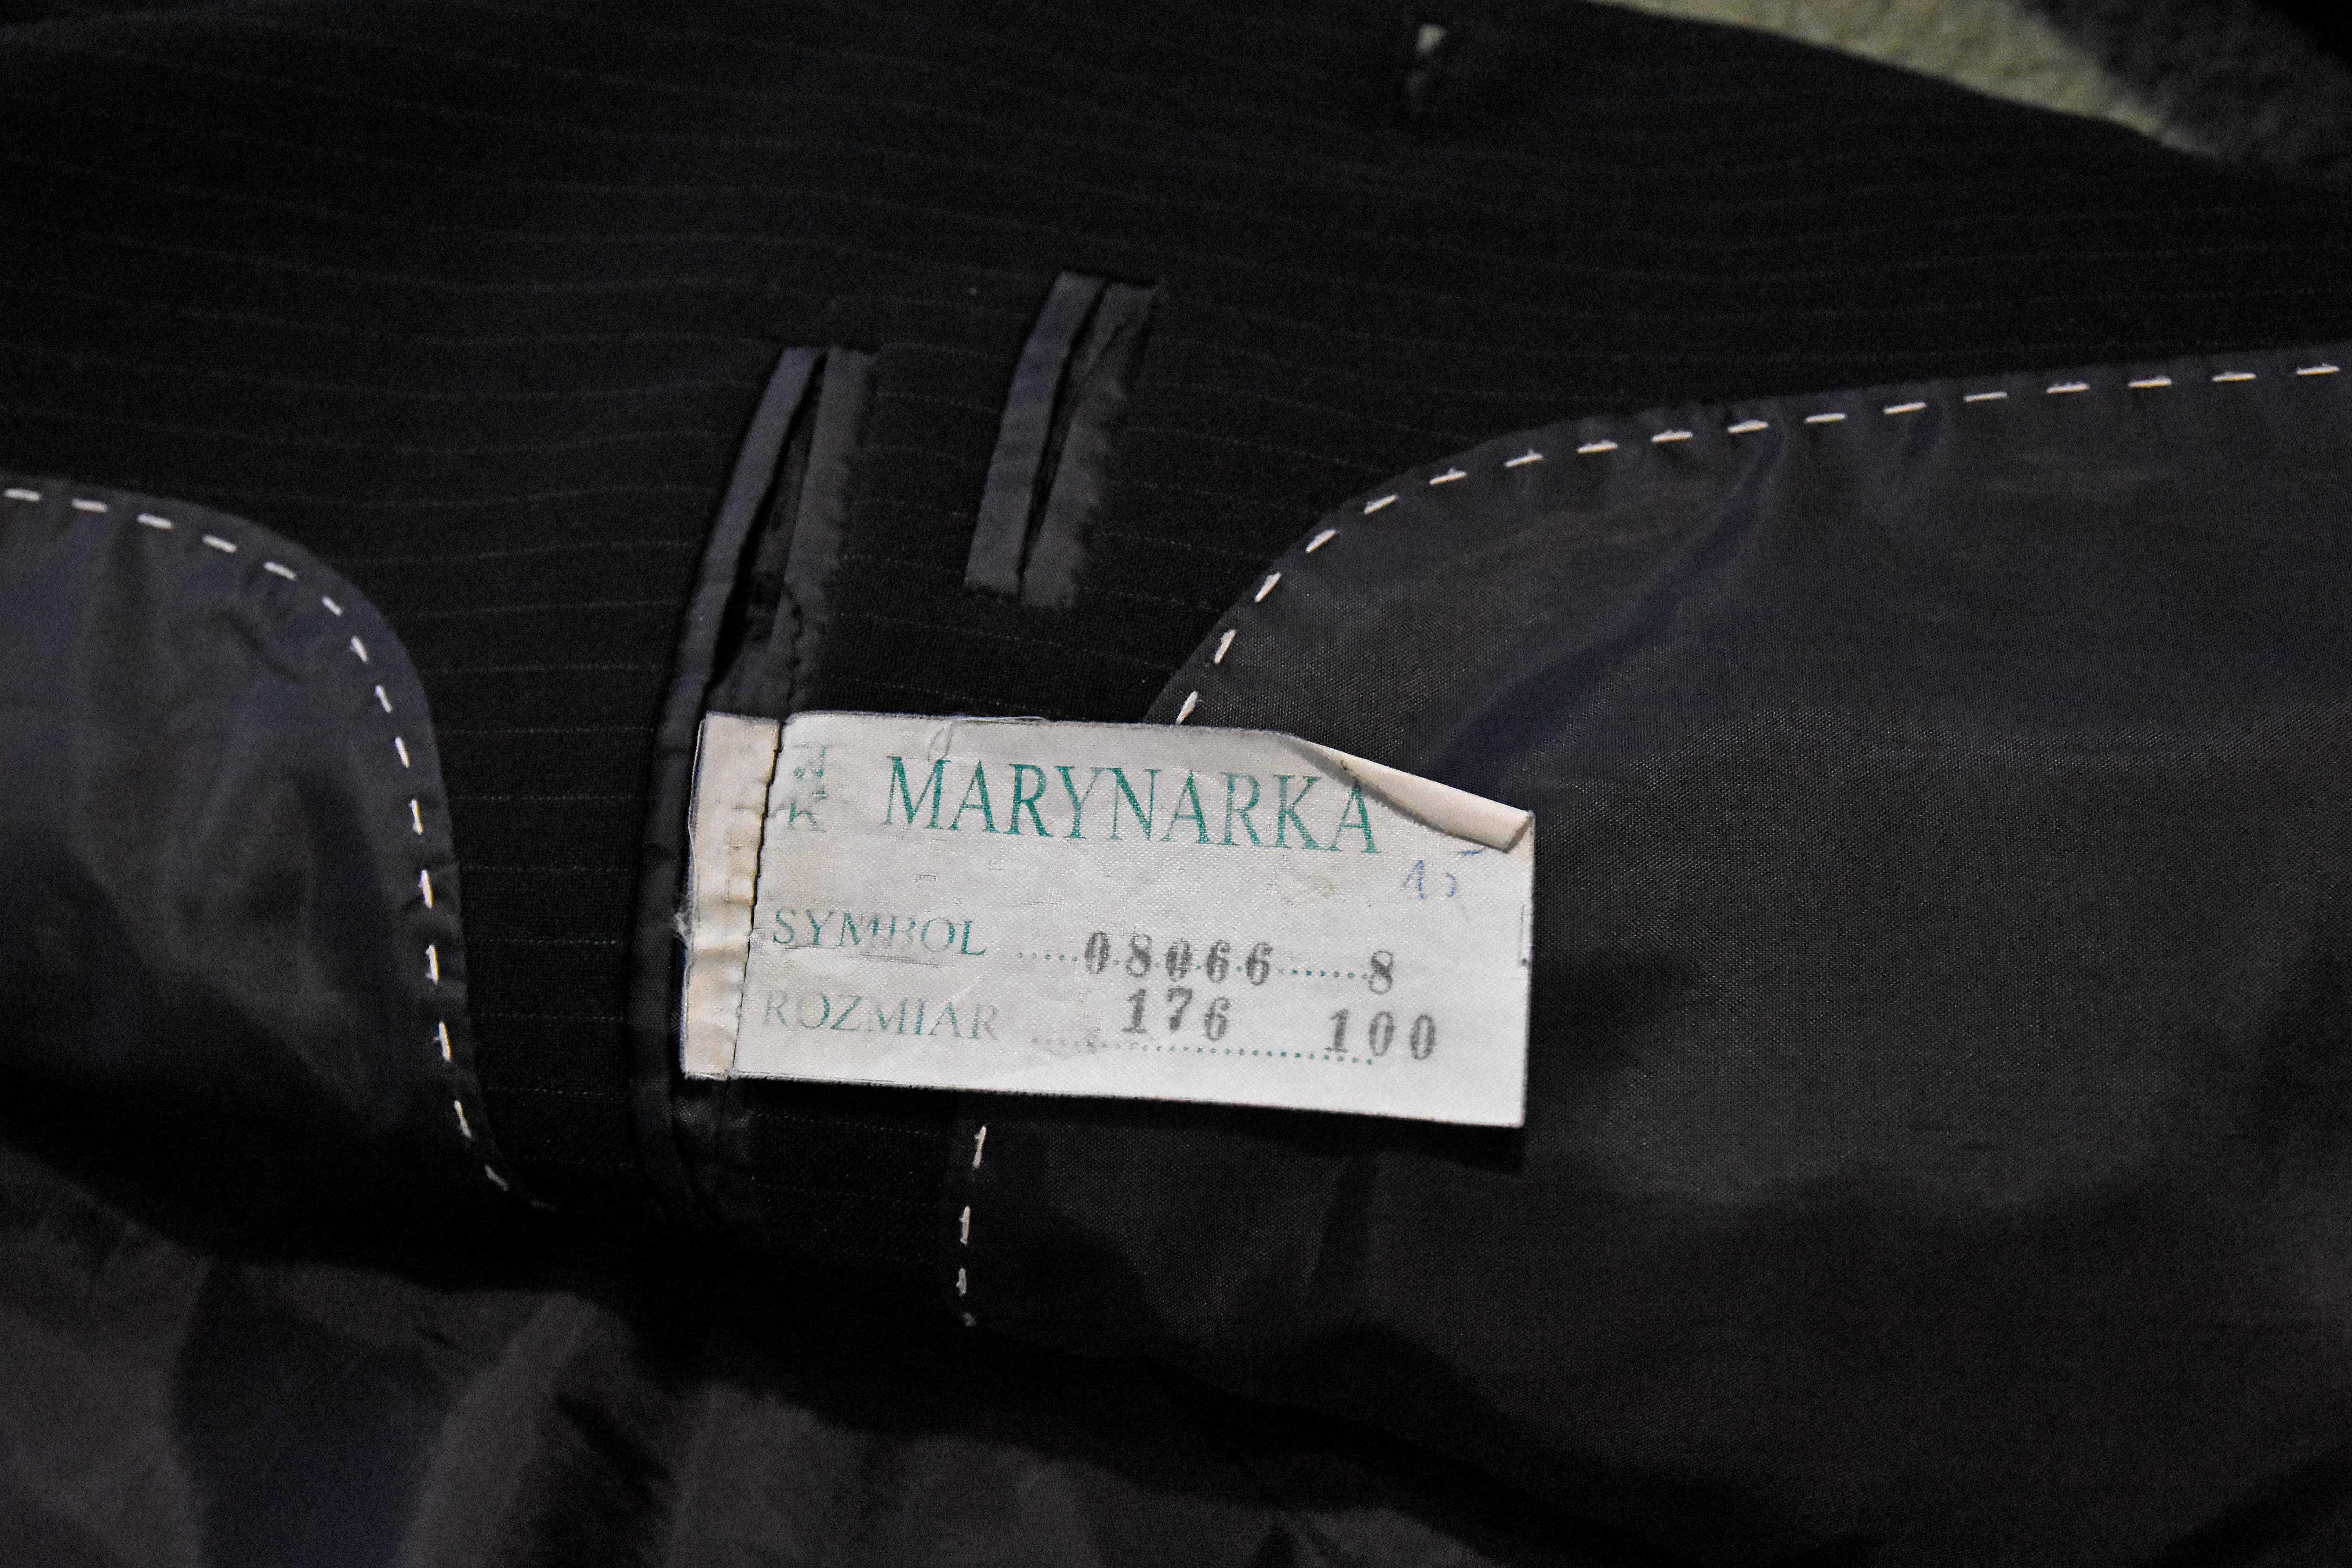 MARYNARKA
SYMBOL ..... 08066 ...... 8
ROZMIAR ..... 176 100